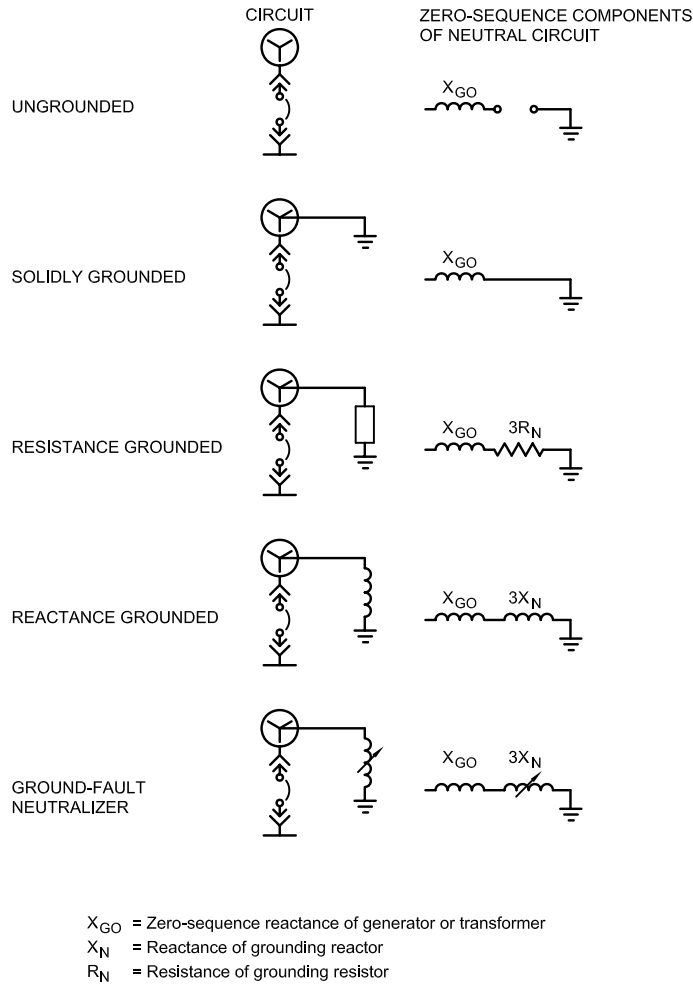 CIRCUIT
ZERO-SEQUENCE COMPONENTS
OF NEUTRAL CIRCUIT
UNGROUNDED
XGO
SOLIDLY GROUNDED
XGO
RESISTANCE GROUNDED
XGO 3RN
REACTANCE GROUNDED
XGO 3XN
GROUND-FAULT
NEUTRALIZER
XGO 3XN
XGO = Zero-sequence reactance of generator or transformer
XN = Reactance of grounding reactor
RN = Resistance of grounding resistor